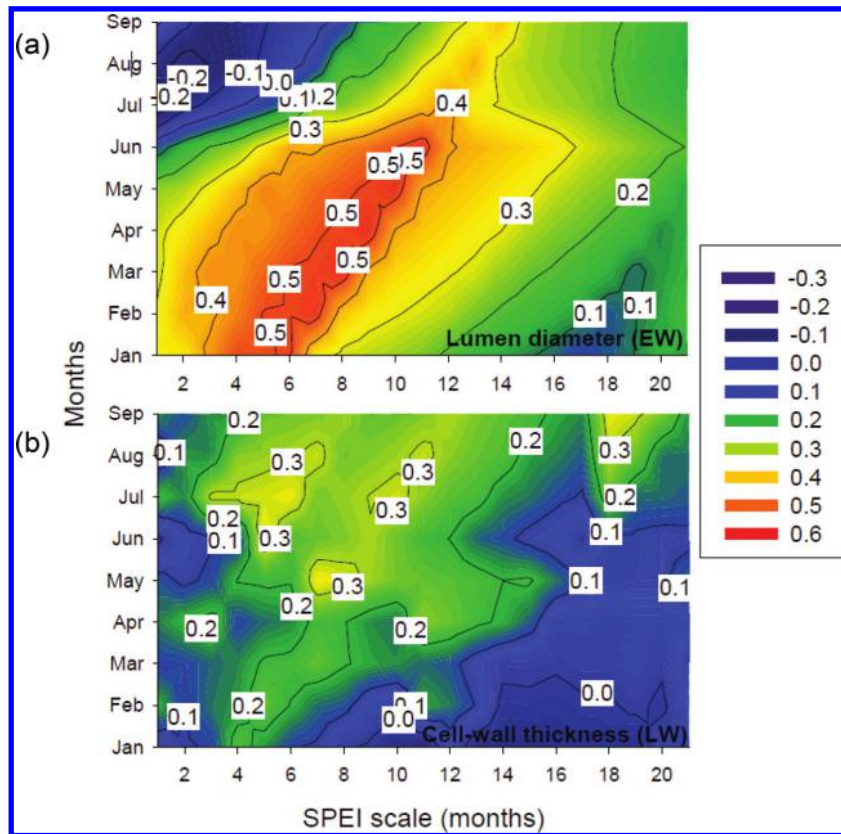 (a)
Months
Sep
Aug
Jul
Jun
May
Apr
Mar
Feb
Jan
-0.2
-0.1
0.0
0.2
0.1
0.2
0.3
0.4
0.5
0.5
0.5
0.3
0.2
0.5
0.5
0.4
0.1
0.1
0.5
Lumen diameter (EW)
2 4 6 8 10 12 14 16 18 20
(b)
Sep
Aug
Jul
Jun
May
Apr
Mar
Feb
Jan
0.2
0.2
0.1
0.3
0.3
0.3
0.2
0.3
0.2
0.1
0.3
0.1
0.3
0.1
0.1
0.2
0.2
0.2
0.0
0.1
0.2
0.1
0.0
Cell-wall thickness (LW)
2 4 6 8 10 12 14 16 18 20
SPEI scale (months)
-0.3
-0.2
-0.1
0.0
0.1
0.2
0.3
0.4
0.5
0.6